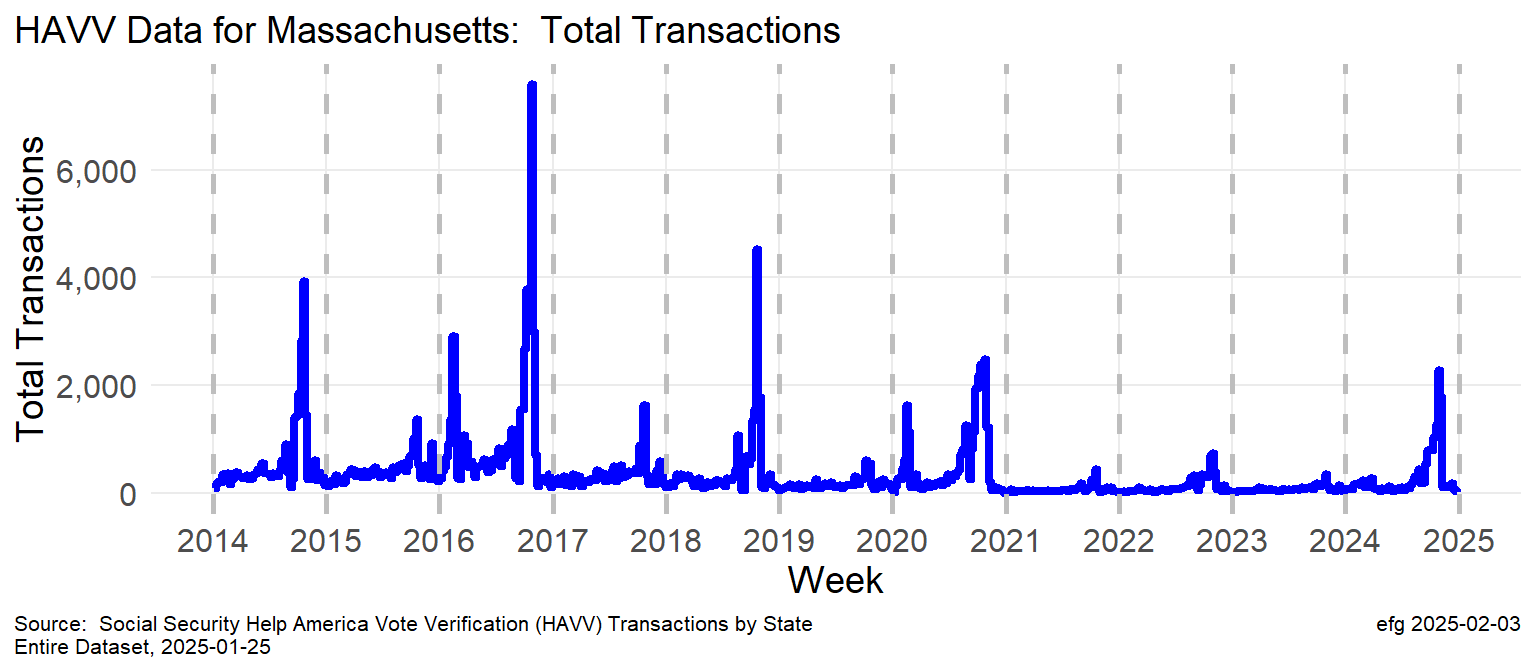 HAVV Data for Massachusetts:  Total Transactions
Total Transactions
6,000
4,000
2,000
0
2014 2015 2016 2017 2018 2019 2020 2021 2022 2023 2024 2025
Week
Source:  Social Security Help America Vote Verification (HAVV) Transactions by State
Entire Dataset, 2025-01-25
efg 2025-02-03